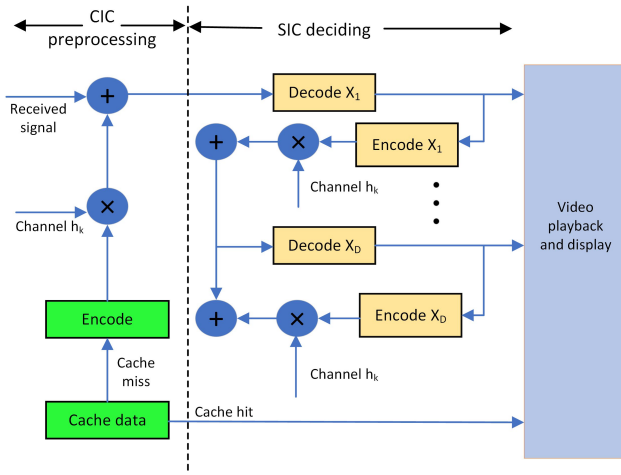 CIC
preprocessing
SIC deciding
Received
signal
+
Decode X1
+
×
Encode X1
Channel hk
×
Channel hk
Decode XD
Video
playback
and display
Encode
+
×
Encode XD
Cache
miss
Channel hk
Cache data
Cache hit